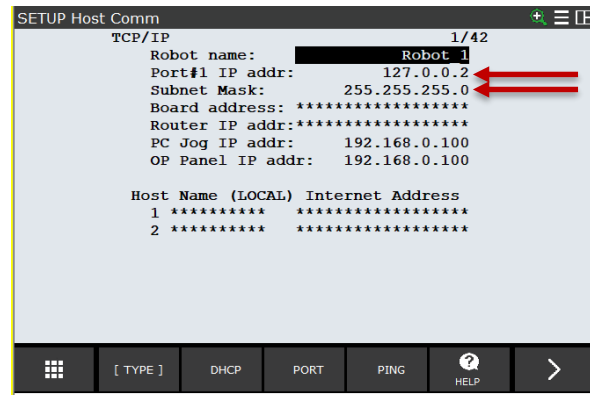 SETUP Host Comm
TCP/IP 1/42
Robot name: Robot_1
Port#1 IP addr: 127.0.0.2
Subnet Mask: 255.255.255.0
Board address: ******************
Router IP addr:******************
PC Jog IP addr: 192.168.0.100
OP Panel IP addr: 192.168.0.100
Host Name (LOCAL) Internet Address
1 ********** ******************
2 ********** ******************
[ TYPE ] DHCP PORT PING HELP